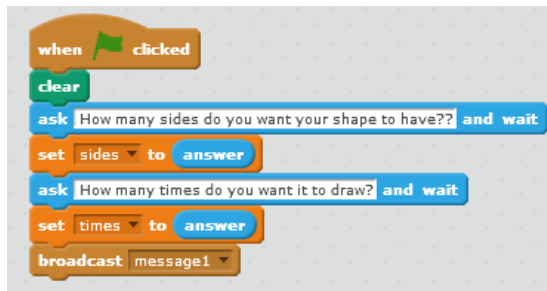 when clicked
clear
ask How many sides do you want your shape to have?? and wait
set sides to answer
ask How many times do you want it to draw? and wait
set times to answer
broadcast message1